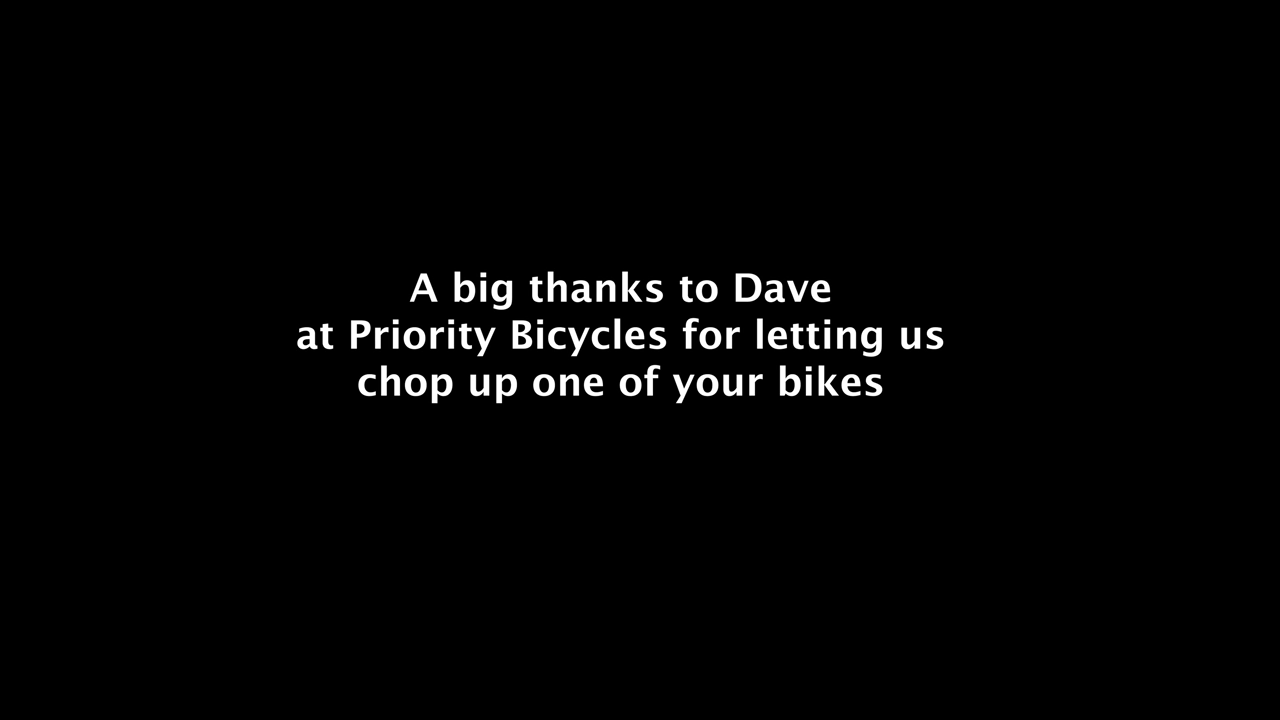 A big thanks to Dave
at Priority Bicycles for letting us
chop up one of your bikes